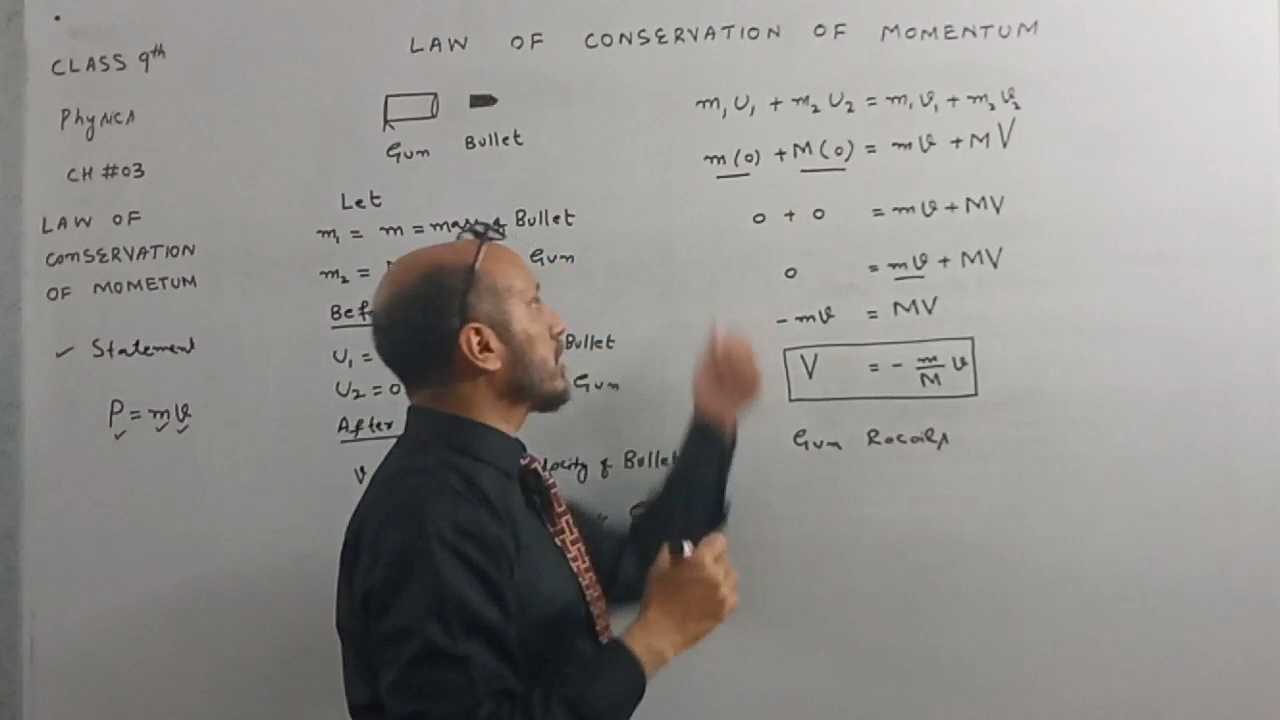 LAW OF CONSERVATION OF MOMENTUM
CLASS 9th
Physics
CH #03
LAW OF
CONSERVATION
OF MOMETUM
✓ Statement
P = mv
Gun Bullet
Let
m₁ = m = mass of Bullet
m₂ =
Gun
U₁ =
Bullet
U₂ = 0
Gun
After
v
of Bullet
m₁U₁ + m₂U₂ = m₁v₁ + m₂v₂
m(0) + M(0) = mv + MV
0 + 0 = mv + MV
0 = mv + MV
- mv = MV
V = - m/M v
Gun Recoils